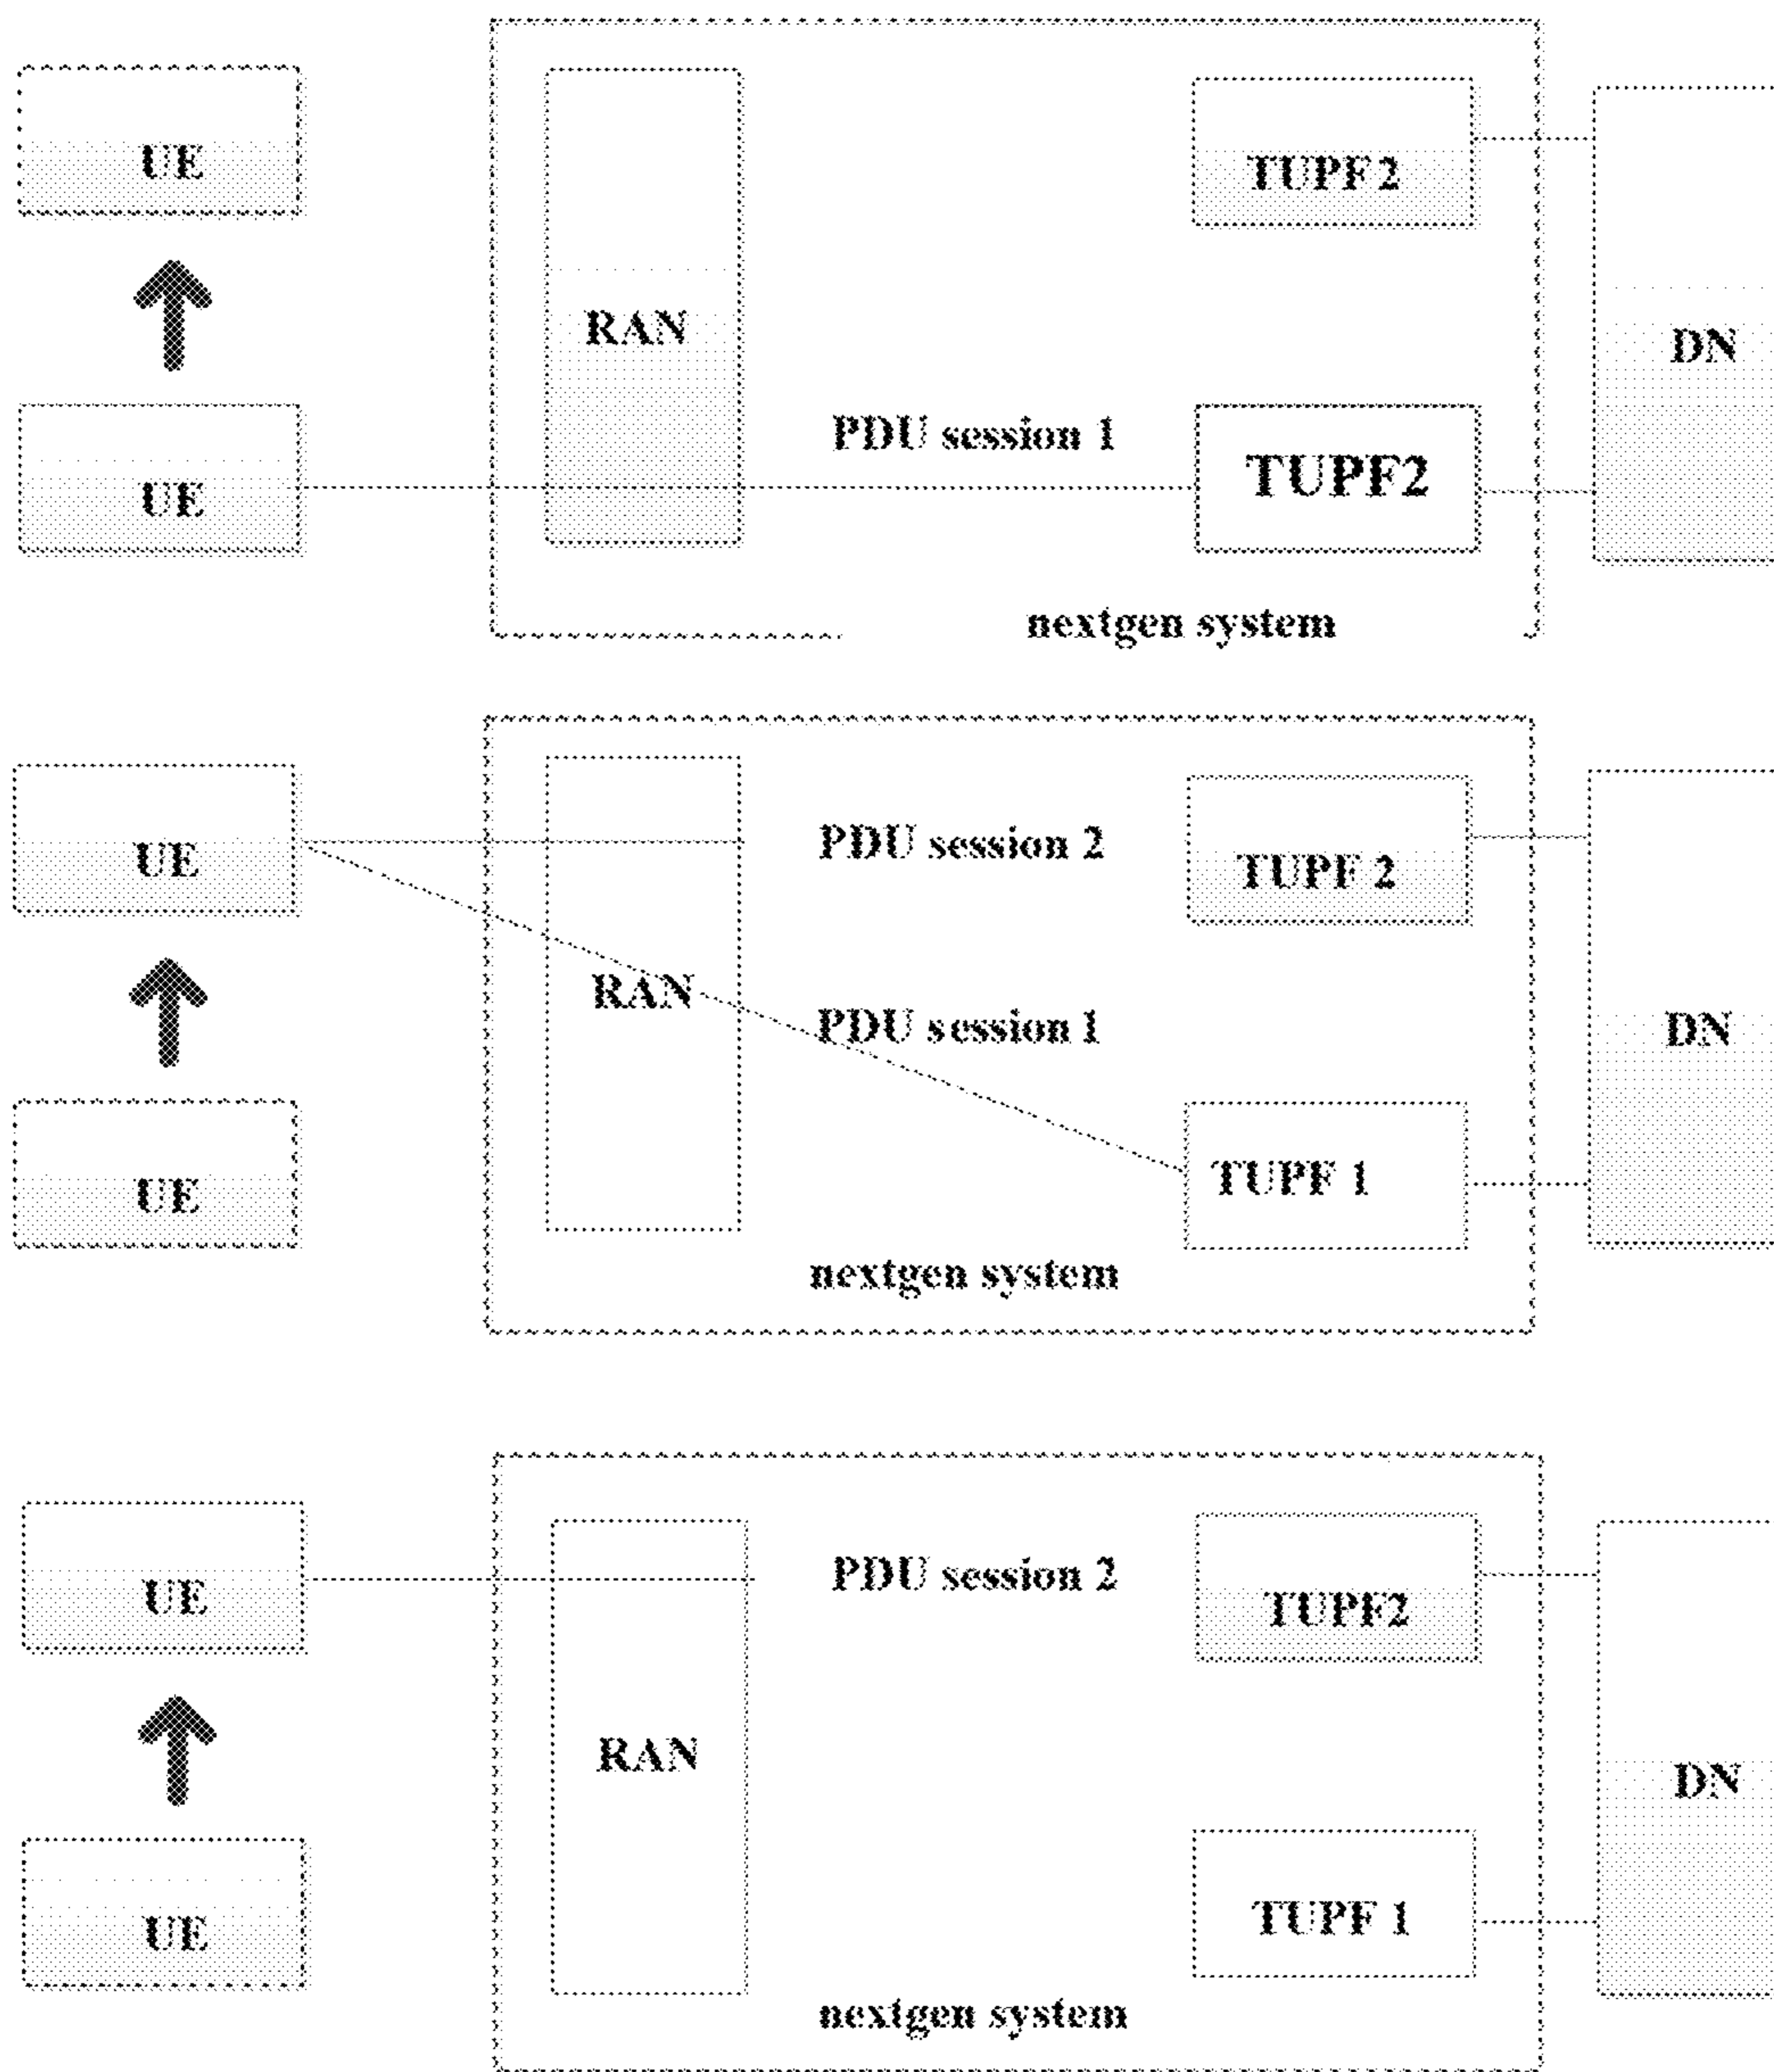 UE
TUPF 2
RAN
DN
PDU session 1
UE
TUPF2
nextgen system
UE
PDU session 2
TUPF 2
RAN
PDU session 1
DN
UE
TUPF 1
nextgen system
UE
PDU session 2
TUPF2
RAN
DN
UE
TUPF 1
nextgen system